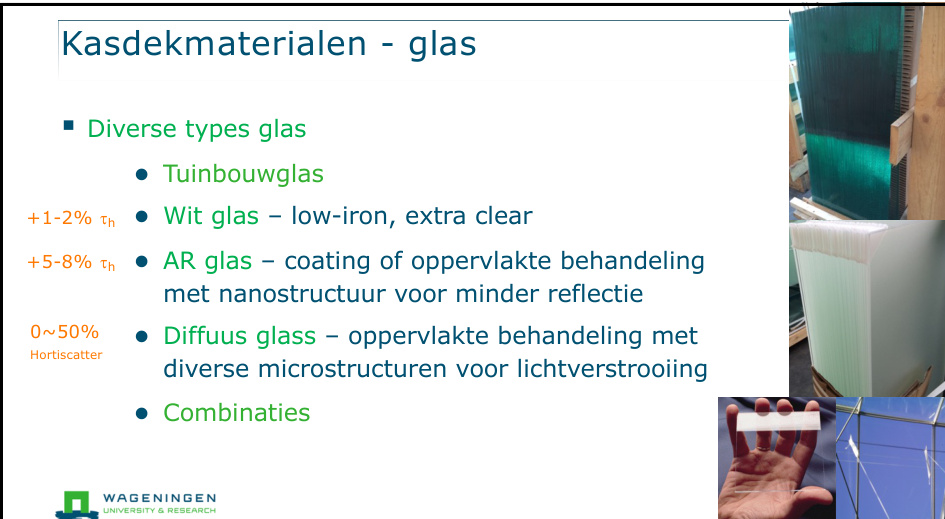 Kasdekmaterialen - glas
Diverse types glas
Tuinbouwglas
+1-2% τh
Wit glas – low-iron, extra clear
+5-8% τh
AR glas – coating of oppervlakte behandeling
met nanostructuur voor minder reflectie
0~50%
Hortiscatter
Diffuus glass – oppervlakte behandeling met
diverse microstructuren voor lichtverstrooiing
Combinaties
WAGENINGEN
UNIVERSITY & RESEARCH